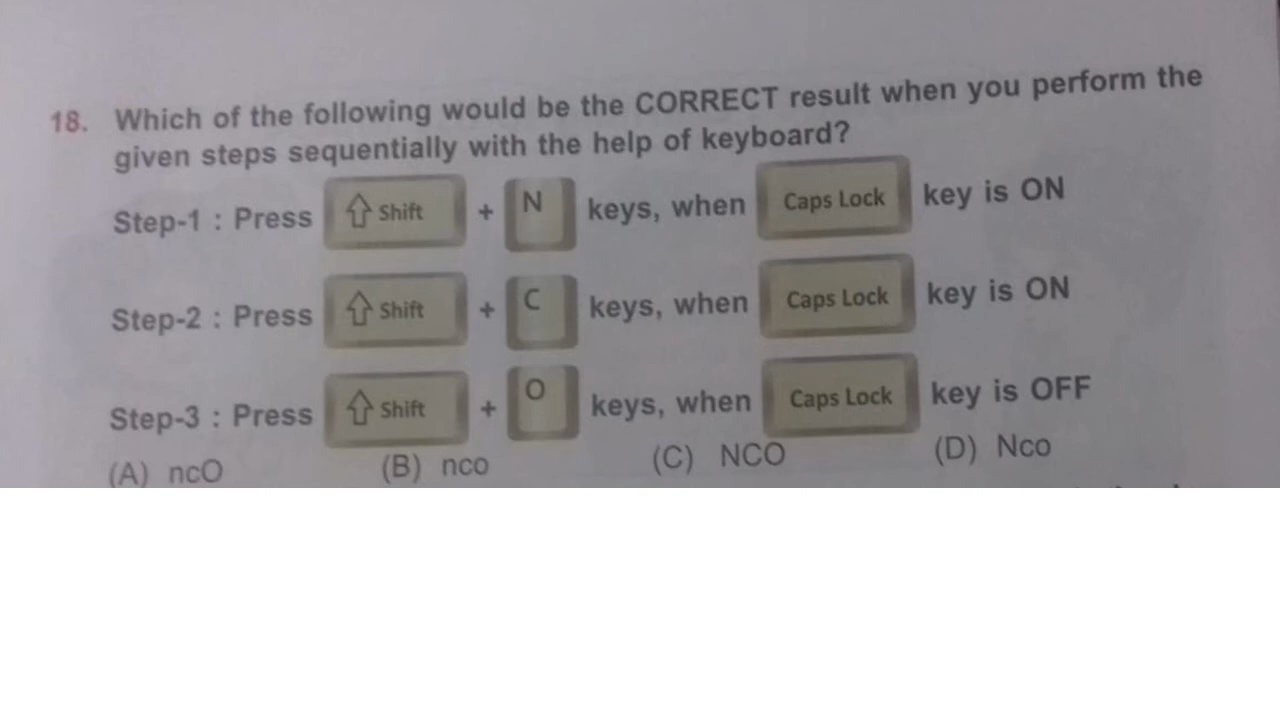 18. Which of the following would be the CORRECT result when you perform the
given steps sequentially with the help of keyboard?
Step-1 : Press Shift + N keys, when Caps Lock key is ON
Step-2 : Press Shift + C keys, when Caps Lock key is ON
Step-3 : Press Shift + O keys, when Caps Lock key is OFF
(A) ncO (B) nco (C) NCO (D) Nco